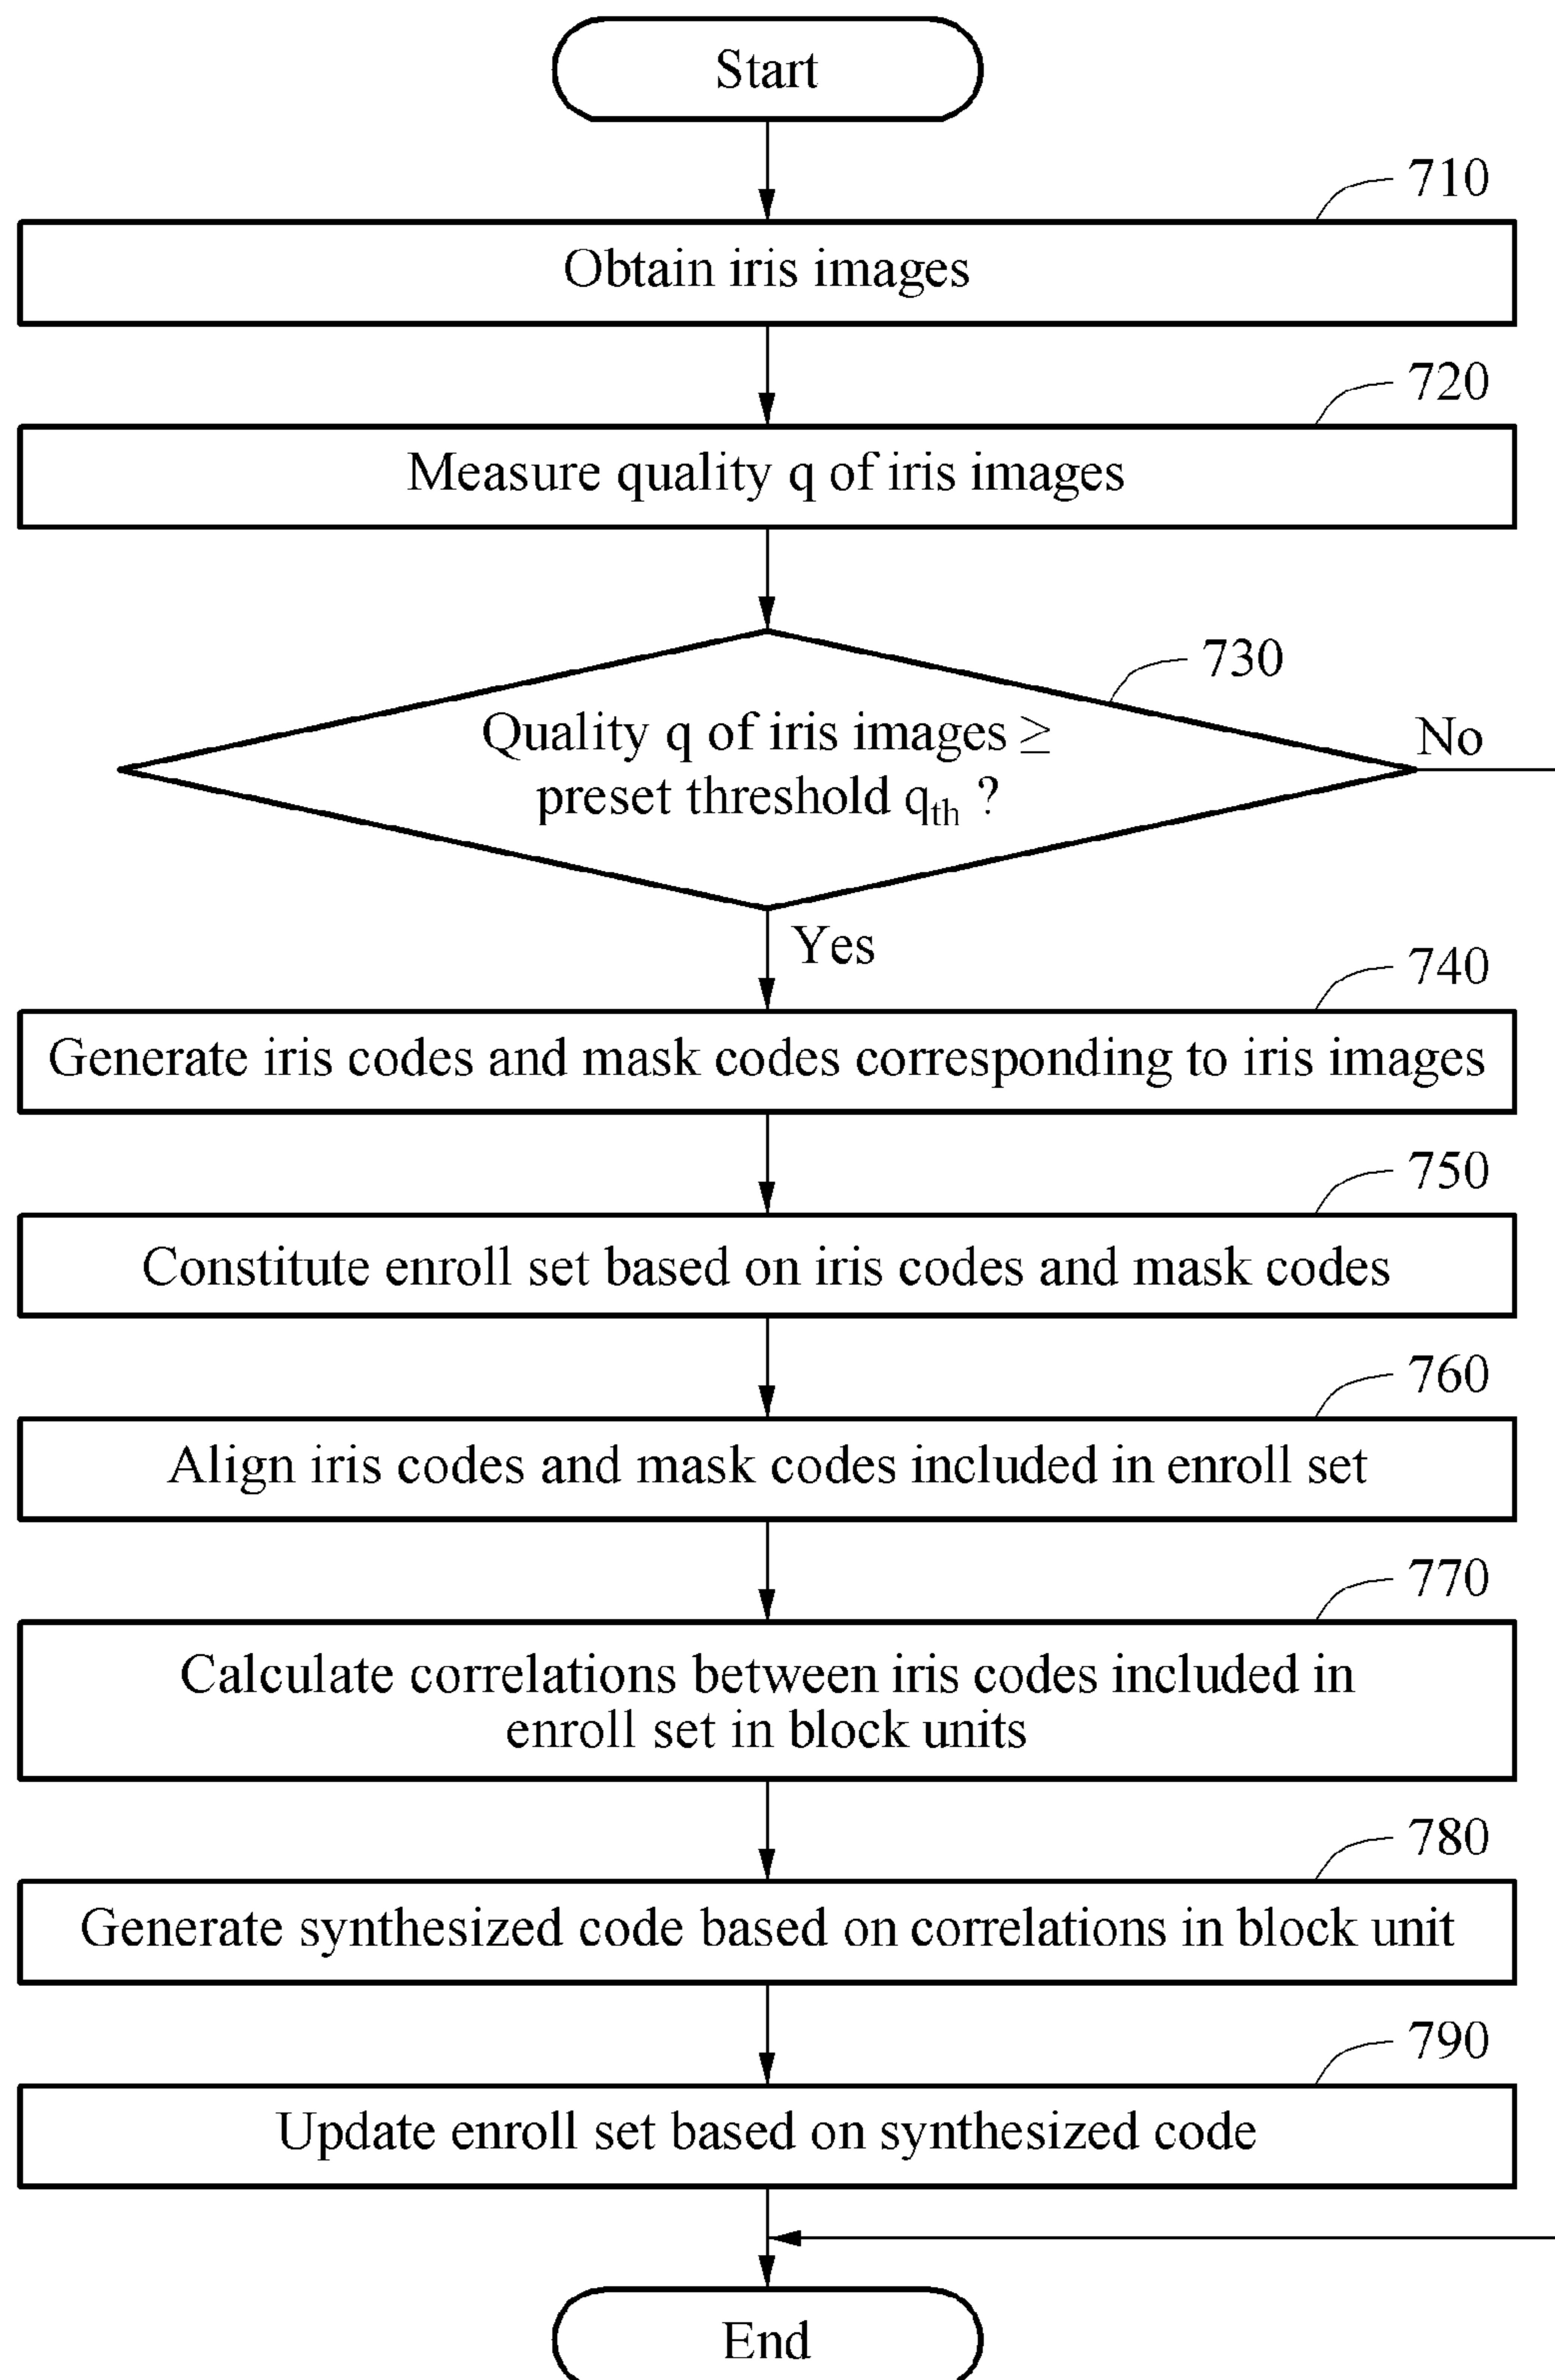 Start
710
Obtain iris images
720
Measure quality q of iris images
730
Quality q of iris images ≥
preset threshold qth ?
No
Yes
740
Generate iris codes and mask codes corresponding to iris images
750
Constitute enroll set based on iris codes and mask codes
760
Align iris codes and mask codes included in enroll set
770
Calculate correlations between iris codes included in
enroll set in block units
780
Generate synthesized code based on correlations in block unit
790
Update enroll set based on synthesized code
End